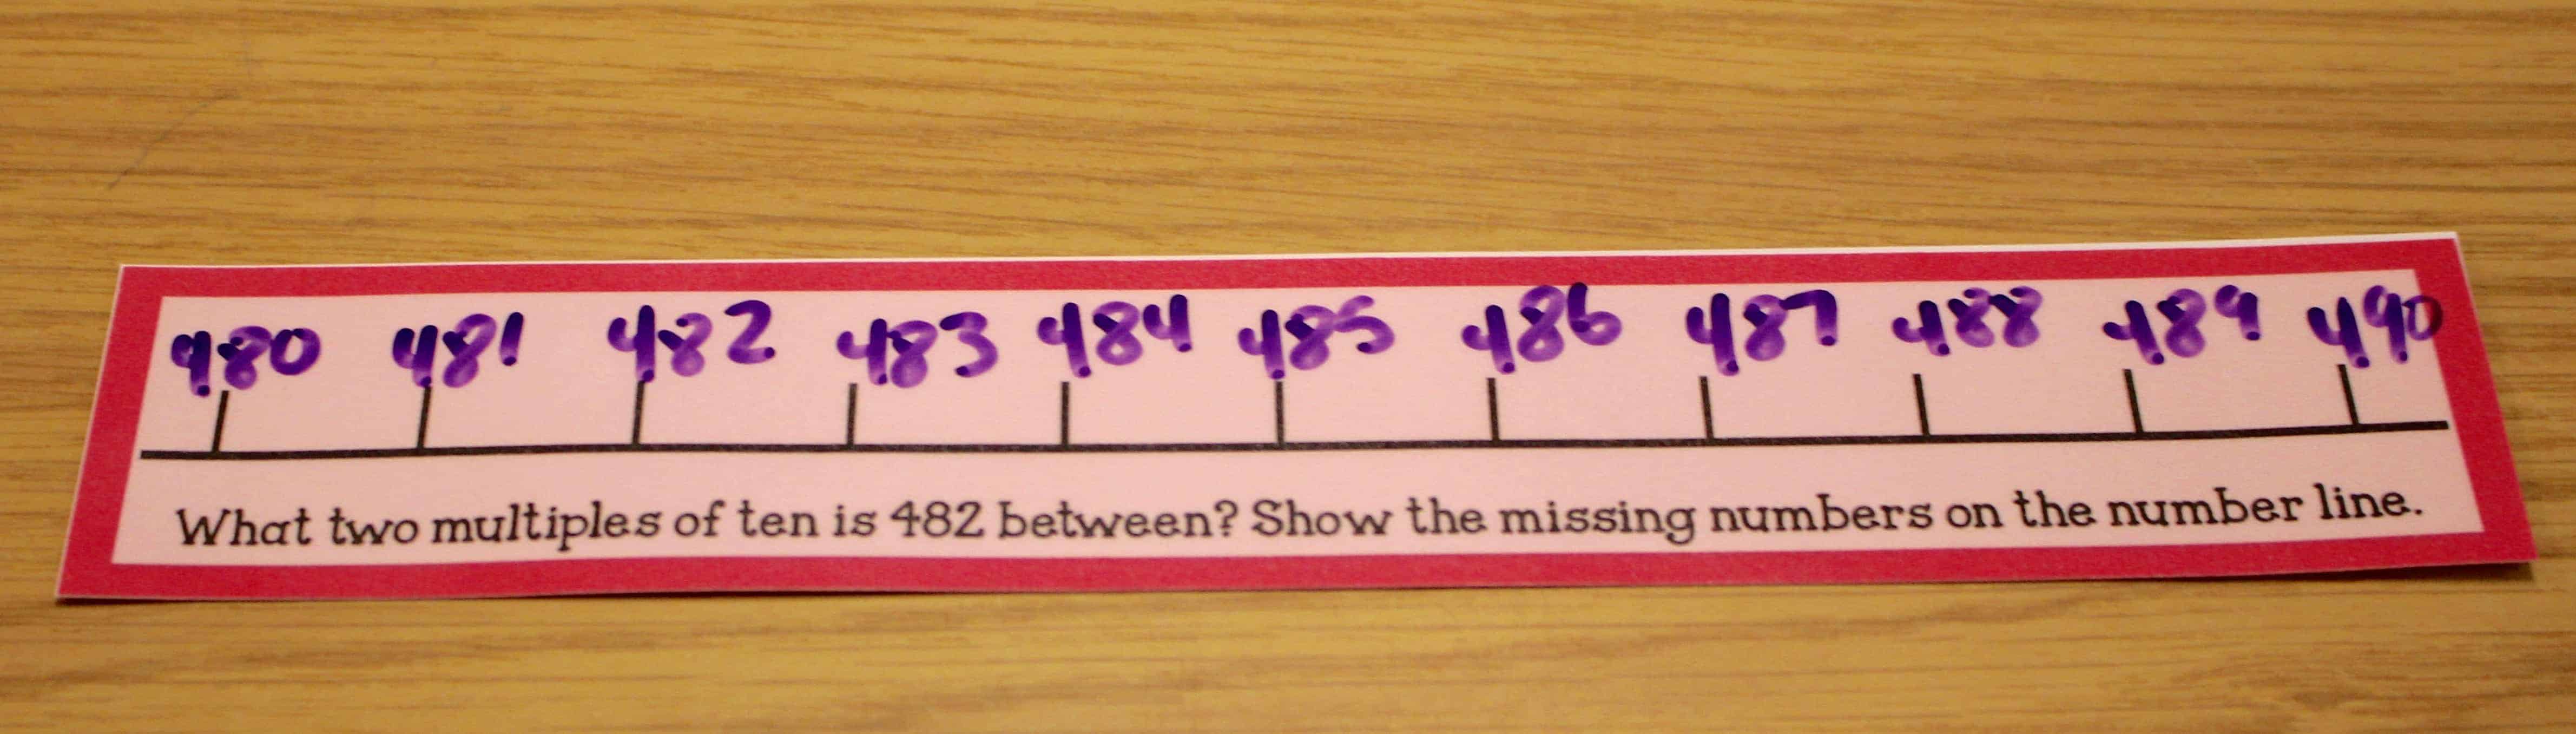 480 481 482 483 484 485 486 487 488 489 490
What two multiples of ten is 482 between? Show the missing numbers on the number line.